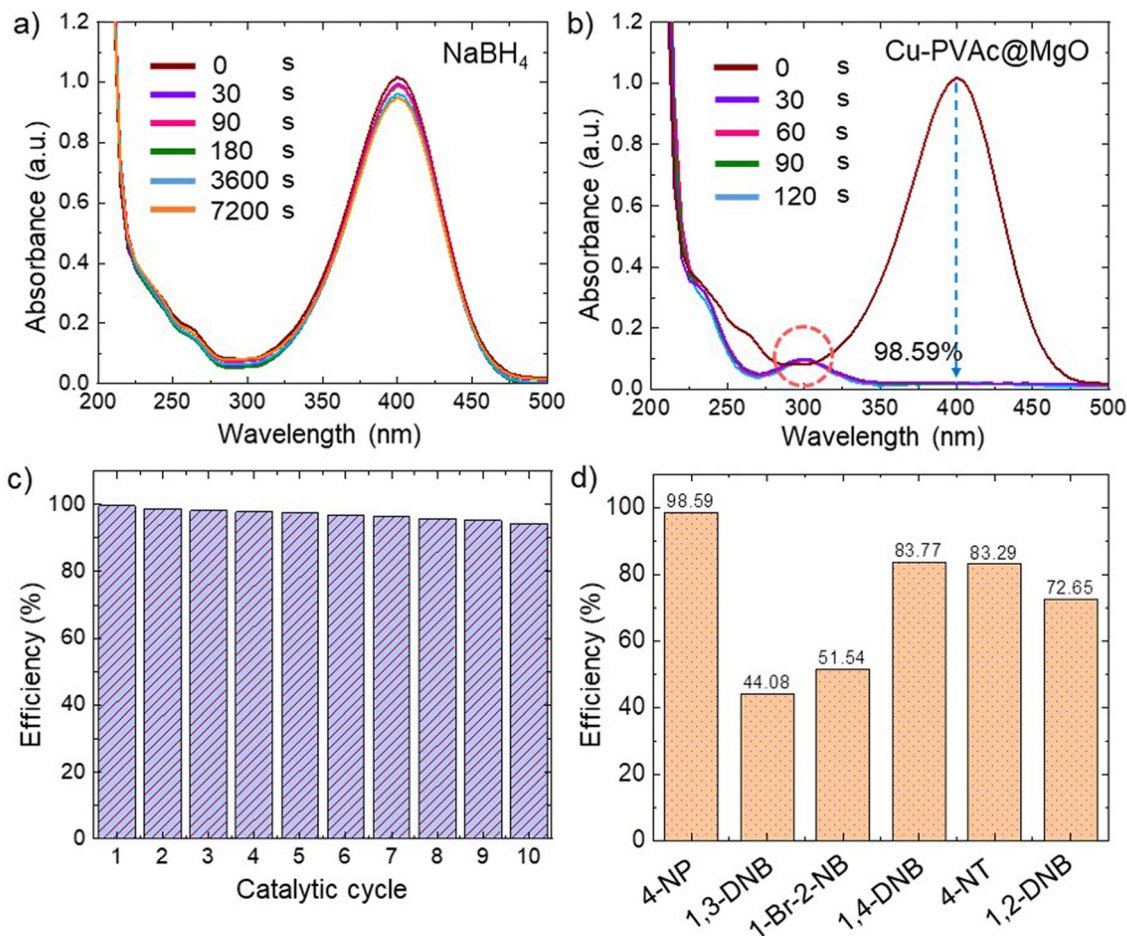 a)
NaBH4
0 s
30 s
90 s
180 s
3600 s
7200 s
1.2
1.0
0.8
0.6
0.4
0.2
0.0
Absorbance (a.u.)
200 250 300 350 400 450 500
Wavelength (nm)
b)
Cu-PVAc@MgO
0 s
30 s
60 s
90 s
120 s
98.59%
1.2
1.0
0.8
0.6
0.4
0.2
0.0
Absorbance (a.u.)
200 250 300 350 400 450 500
Wavelength (nm)
c)
100
80
60
40
20
0
Efficiency (%)
1 2 3 4 5 6 7 8 9 10
Catalytic cycle
d)
100
80
60
40
20
0
Efficiency (%)
98.59
44.08
51.54
83.77
83.29
72.65
4-NP
1,3-DNB
1-Br-2-NB
1,4-DNB
4-NT
1,2-DNB